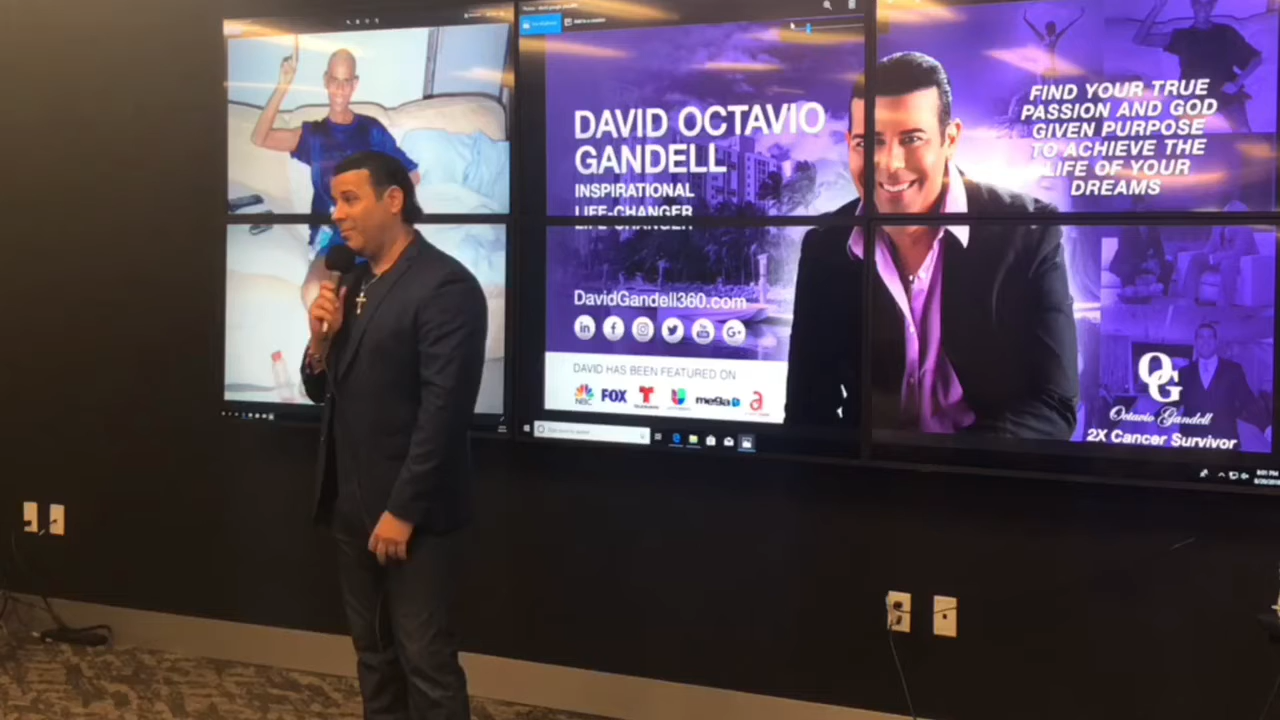 DAVID OCTAVIO
GANDELL
INSPIRATIONAL
LIFE-CHANGER
DavidGandell360.com
DAVID HAS BEEN FEATURED ON
NBC
FOX
mega
FIND YOUR TRUE
PASSION AND GOD
GIVEN PURPOSE
TO ACHIEVE THE
LIFE OF YOUR
DREAMS
OG
Octavio Gandell
2X Cancer Survivor